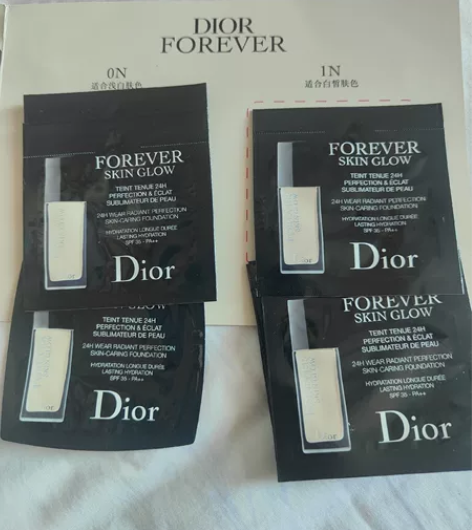 DIOR
FOREVER
0N
适合浅白肤色
1N
适合白皙肤色
FOREVER
SKIN GLOW
TEINT TENUE 24H
PERFECTION & ÉCLAT
SUBLIMATEUR DE PEAU
24H WEAR RADIANT PERFECTION
SKIN-CARING FOUNDATION
HYDRATATION LONGUE DURÉE
LASTING HYDRATION
SPF 35 - PA++
Dior
FOREVER
SKIN GLOW
TEINT TENUE 24H
PERFECTION & ÉCLAT
SUBLIMATEUR DE PEAU
24H WEAR RADIANT PERFECTION
SKIN-CARING FOUNDATION
HYDRATATION LONGUE DURÉE
LASTING HYDRATION
SPF 35 - PA++
Dior
SKIN GLOW
TEINT TENUE 24H
PERFECTION & ÉCLAT
SUBLIMATEUR DE PEAU
24H WEAR RADIANT PERFECTION
SKIN-CARING FOUNDATION
HYDRATATION LONGUE DURÉE
LASTING HYDRATION
SPF 35 - PA++
Dior
FOREVER
SKIN GLOW
TEINT TENUE 24H
PERFECTION & ÉCLAT
SUBLIMATEUR DE PEAU
24H WEAR RADIANT PERFECTION
SKIN-CARING FOUNDATION
HYDRATATION LONGUE DURÉE
LASTING HYDRATION
SPF 35 - PA++
Dior